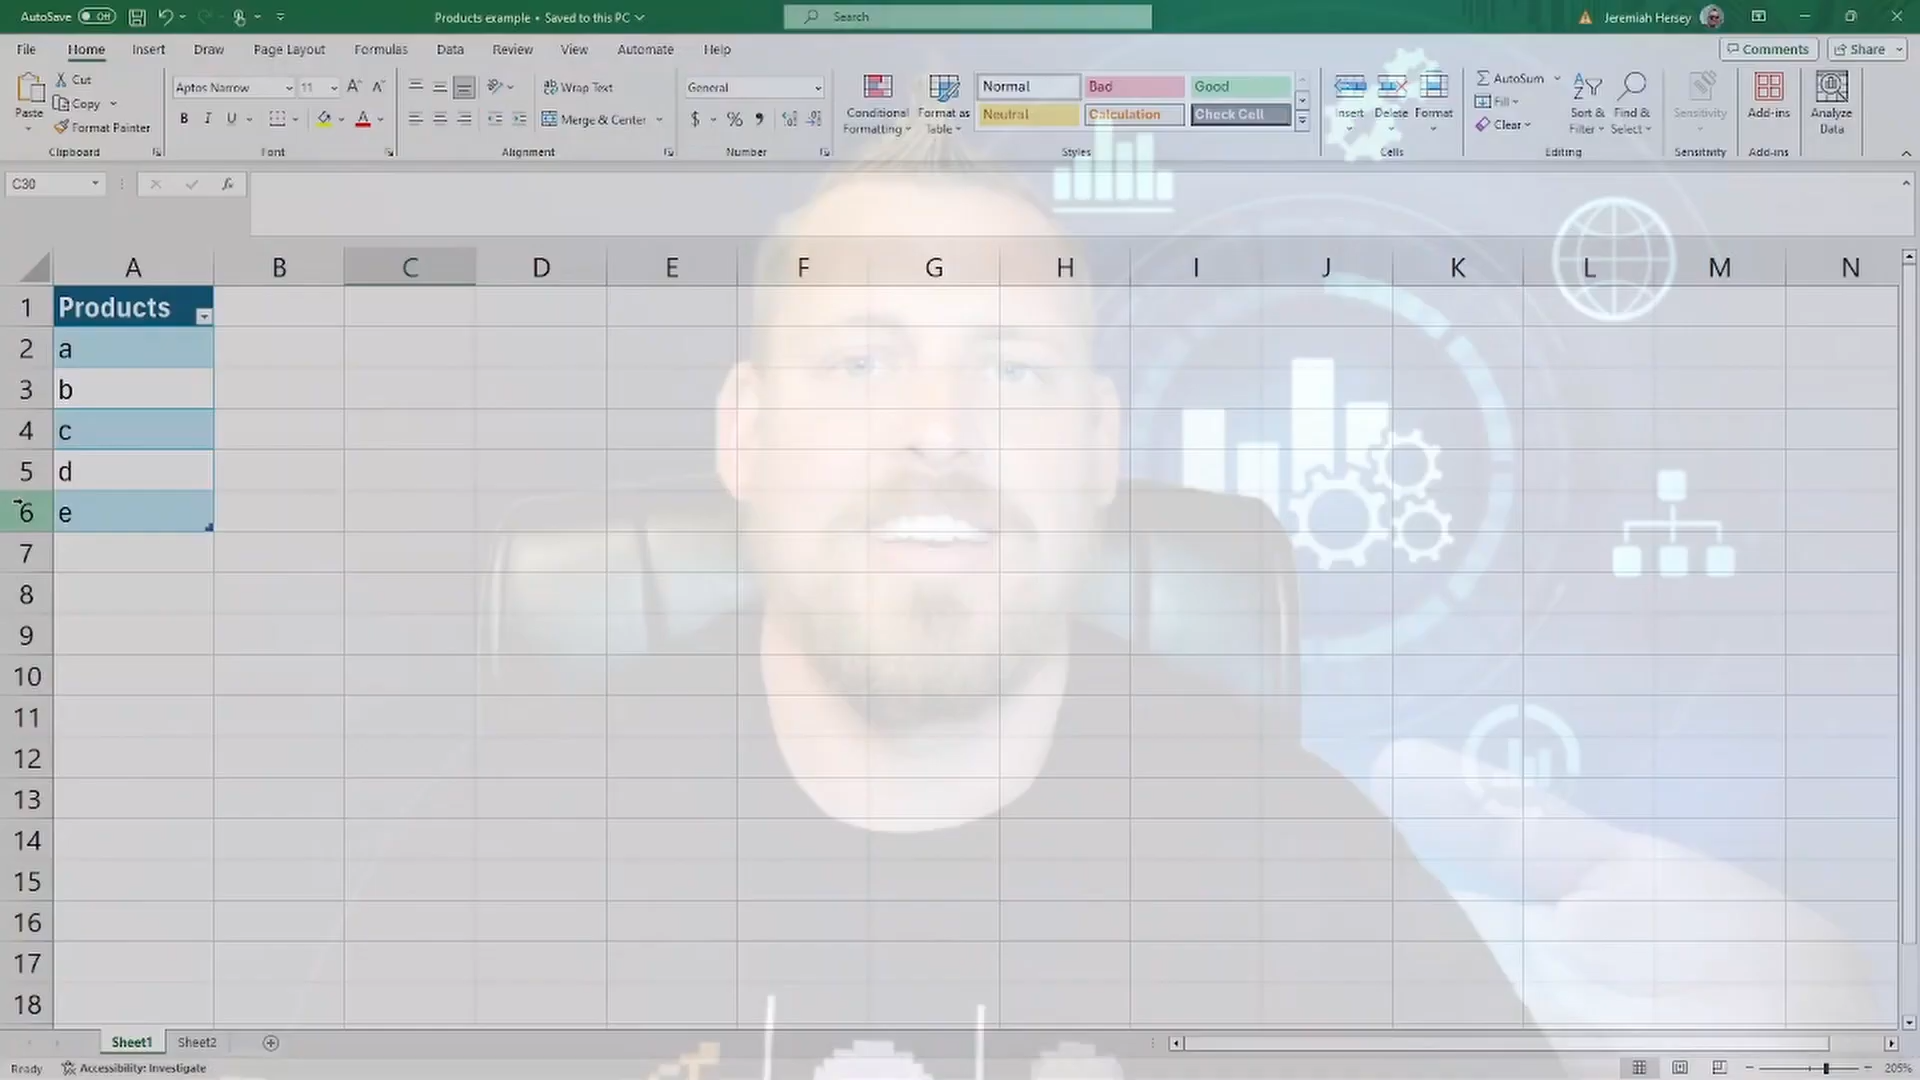 AutoSave Off Products example • Saved to this PC Search Jeremiah Hersey
File Home Insert Draw Page Layout Formulas Data Review View Automate Help Comments Share
Paste Cut Copy Format Painter Clipboard
Aptos Narrow 11 A A B I U A Font
ab Wrap Text Merge & Center Alignment
General $ % Number
Conditional Formatting Format as Table Normal Bad Good Neutral Calculation Check Cell Styles
Insert Delete Format Cells
AutoSum Fill Clear Sort & Filter Find & Select Editing
Sensitivity Sensitivity
Add-ins Add-ins
Analyze Data
C30 fx
A B C D E F G H I J K L M N
1 Products
2 a
3 b
4 c
5 d
6 e
7
8
9
10
11
12
13
14
15
16
17
18
Sheet1 Sheet2
Ready Accessibility: Investigate 205%